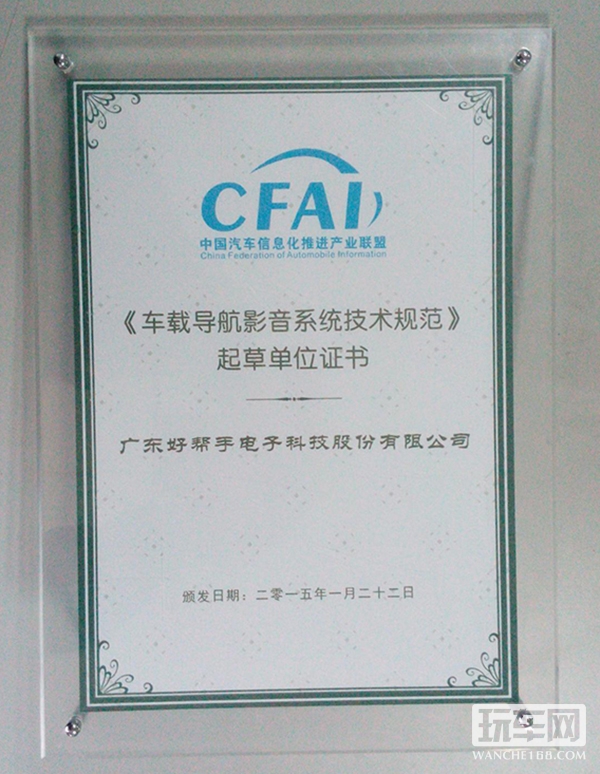 CFAI
中国汽车信息化推进产业联盟
China Federation of Automobile Information
《车载导航影音系统技术规范》
起草单位证书
广东好帮手电子科技股份有限公司
颁发日期：二零一五年一月二十二日
玩车网
WANCHE168.COM